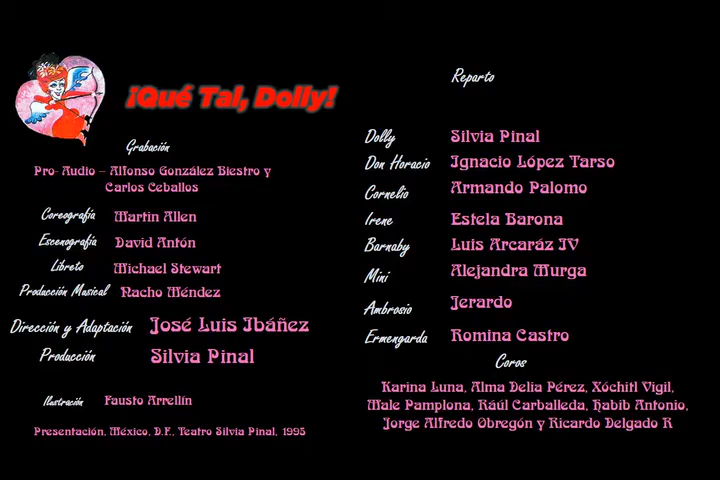 ¡Qué Tal, Dolly!
Grabación
Pro- Audio – Alfonso González Biestro y
Carlos Ceballos
Coreografía Martin Allen
Escenografía David Antón
Libreto Michael Stewart
Producción Musical Nacho Méndez
Dirección y Adaptación José Luis Ibáñez
Producción Silvia Pinal
Ilustración Fausto Arrellín
Presentación, México, D.F., Teatro Silvia Pinal, 1995
Reparto
Dolly Silvia Pinal
Don Horacio Ignacio López Tarso
Cornelio Armando Palomo
Irene Estela Barona
Barnaby Luis Arcaráz IV
Mini Alejandra Murga
Ambrosio Jerardo
Ermengarda Romina Castro
Coros
Karina Luna, Alma Delia Pérez, Xóchitl Vigil,
Male Pamplona, Ráúl Carballeda, Habib Antonio,
Jorge Alfredo Obregón y Ricardo Delgado R